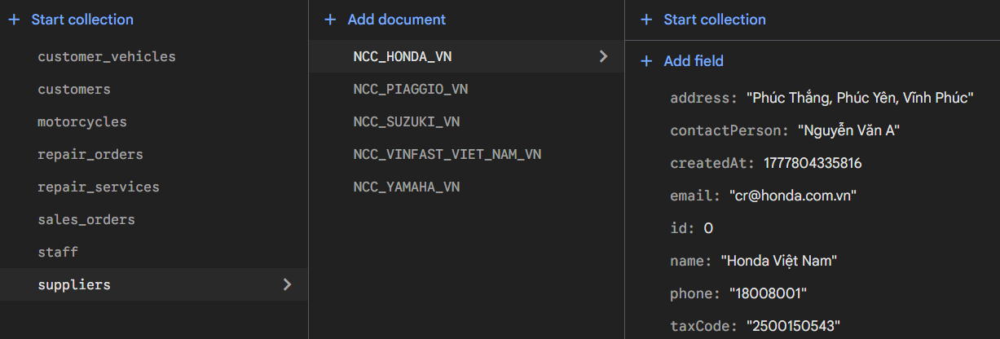 + Start collection
customer_vehicles
customers
motorcycles
repair_orders
repair_services
sales_orders
staff
suppliers
+ Add document
NCC_HONDA_VN
NCC_PIAGGIO_VN
NCC_SUZUKI_VN
NCC_VINFAST_VIET_NAM_VN
NCC_YAMAHA_VN
+ Start collection
+ Add field
address: "Phúc Thắng, Phúc Yên, Vĩnh Phúc"
contactPerson: "Nguyễn Văn A"
createdAt: 1777804335816
email: "cr@honda.com.vn"
id: 0
name: "Honda Việt Nam"
phone: "18008001"
taxCode: "2500150543"